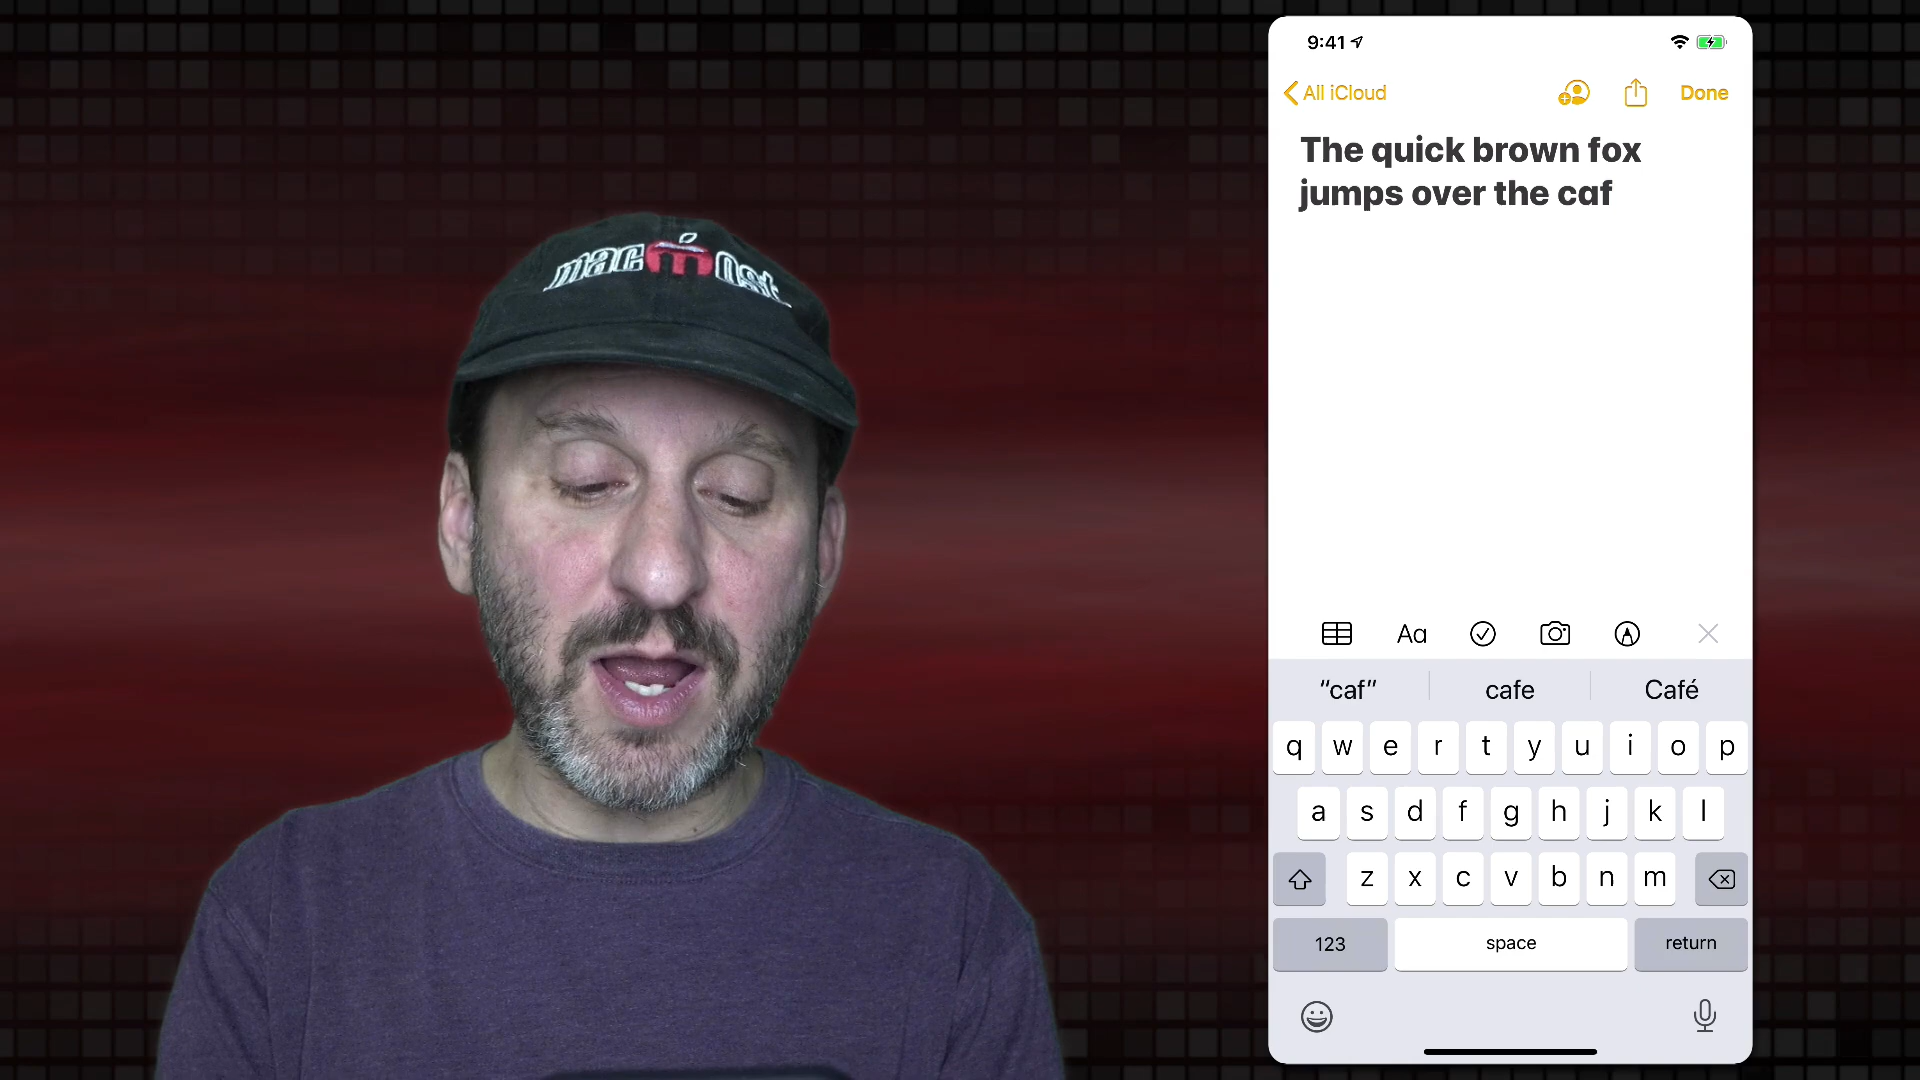 macmost
9:41
All iCloud
Done
The quick brown fox
jumps over the caf
Aa
“caf”
cafe
Café
q w e r t y u i o p
a s d f g h j k l
z x c v b n m
123
space
return